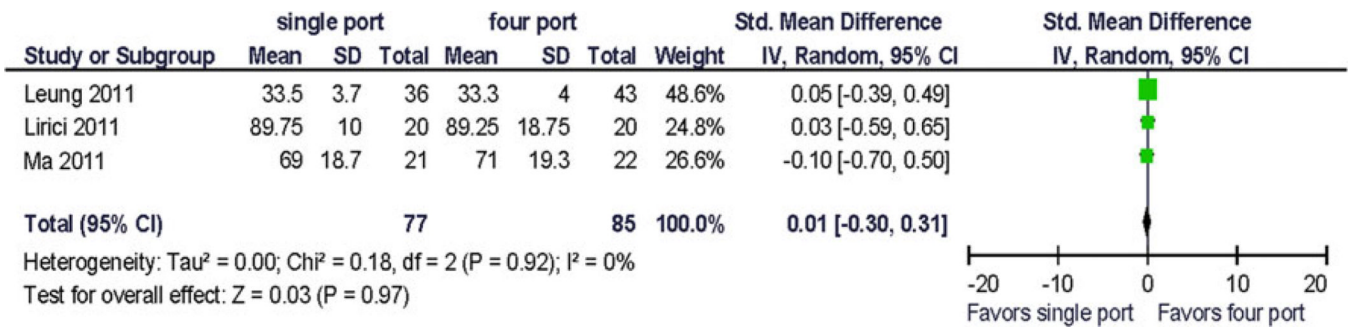 single port four port Std. Mean Difference Std. Mean Difference
Study or Subgroup Mean SD Total Mean SD Total Weight IV, Random, 95% CI IV, Random, 95% CI
Leung 2011 33.5 3.7 36 33.3 4 43 48.6% 0.05 [-0.39, 0.49]
Lirici 2011 89.75 10 20 89.25 18.75 20 24.8% 0.03 [-0.59, 0.65]
Ma 2011 69 18.7 21 71 19.3 22 26.6% -0.10 [-0.70, 0.50]
Total (95% CI) 77 85 100.0% 0.01 [-0.30, 0.31]
Heterogeneity: Tau² = 0.00; Chi² = 0.18, df = 2 (P = 0.92); I² = 0%
Test for overall effect: Z = 0.03 (P = 0.97)
-20 -10 0 10 20
Favors single port Favors four port